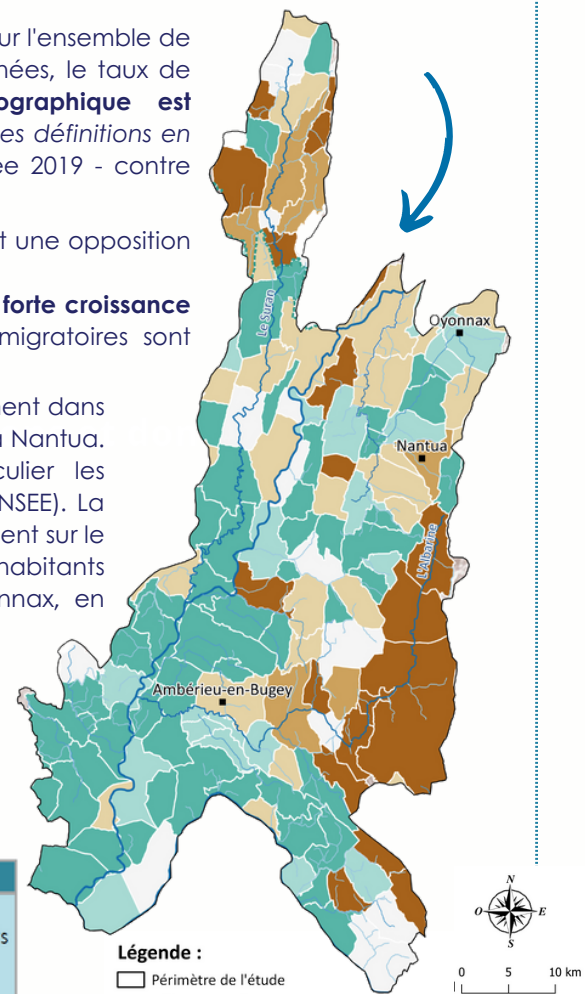 ur l'ensemble de
nées, le taux de
ographique est
es définitions en
ee 2019 - contre
t une opposition
forte croissance
migratoires sont
ment dans
à Nantua.
culier les
NSEE). La
ent sur le
habitants
nnax, en
Le Suran
Oyonnax
Nantua
L'Albarine
Ambérieu-en-Bugey
Légende :
Périmètre de l'étude
N
O
E
S
0 5 10 km